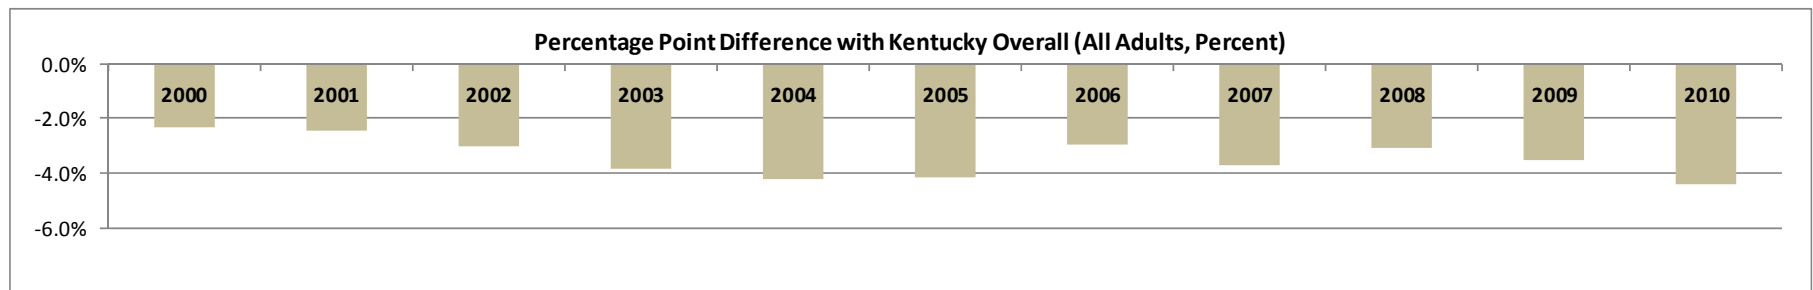 Percentage Point Difference with Kentucky Overall (All Adults, Percent)
0.0%
2000 2001 2002 2003 2004 2005 2006 2007 2008 2009 2010
-2.0%
-4.0%
-6.0%